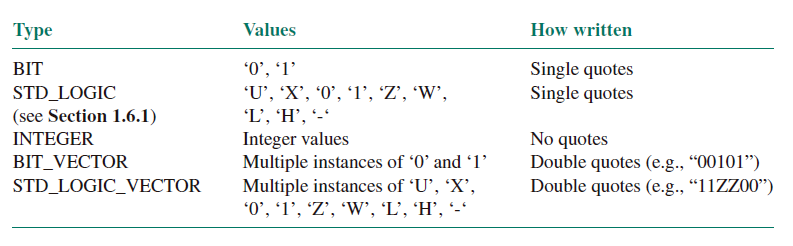 Type Values How written
BIT ‘0’, ‘1’ Single quotes
STD_LOGIC ‘U’, ‘X’, ‘0’, ‘1’, ‘Z’, ‘W’, Single quotes
(see Section 1.6.1) ‘L’, ‘H’, ‘-‘
INTEGER Integer values No quotes
BIT_VECTOR Multiple instances of ‘0’ and ‘1’ Double quotes (e.g., “00101”)
STD_LOGIC_VECTOR Multiple instances of ‘U’, ‘X’, Double quotes (e.g., “11ZZ00”)
‘0’, ‘1’, ‘Z’, ‘W’, ‘L’, ‘H’, ‘-‘